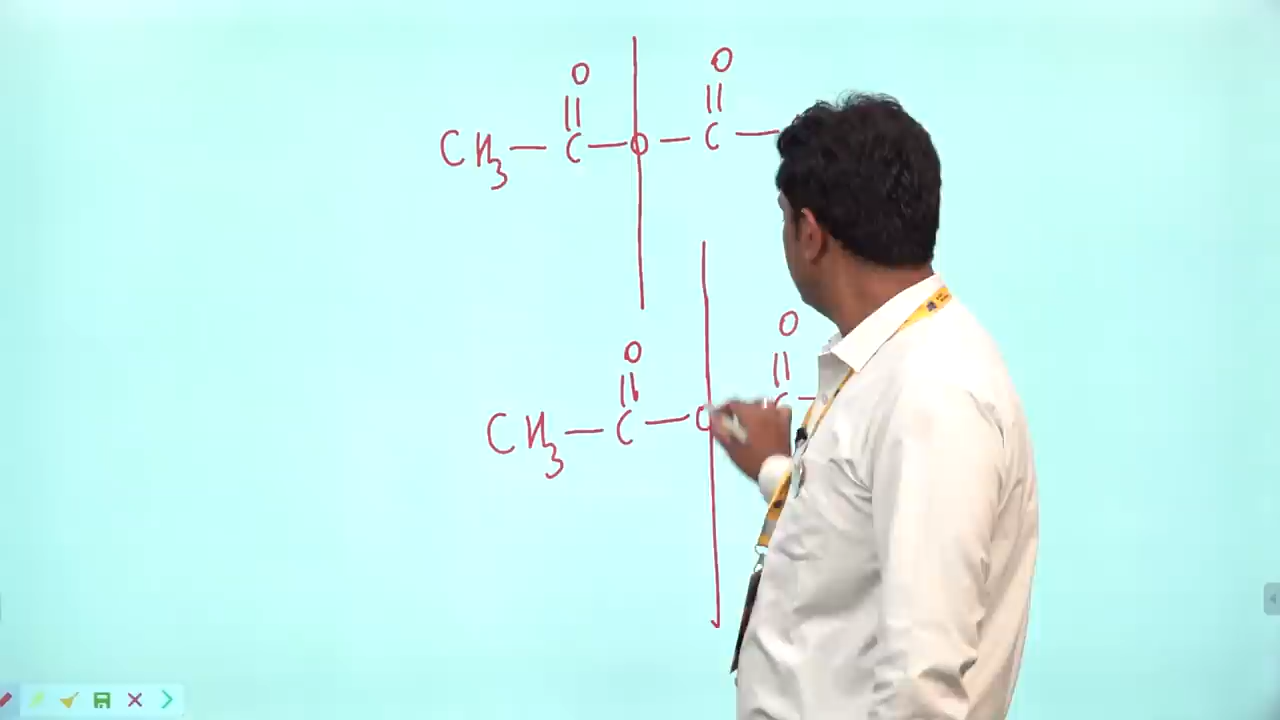 O O
CH3 — C — O — C —
O O
CH3 — C — O C —